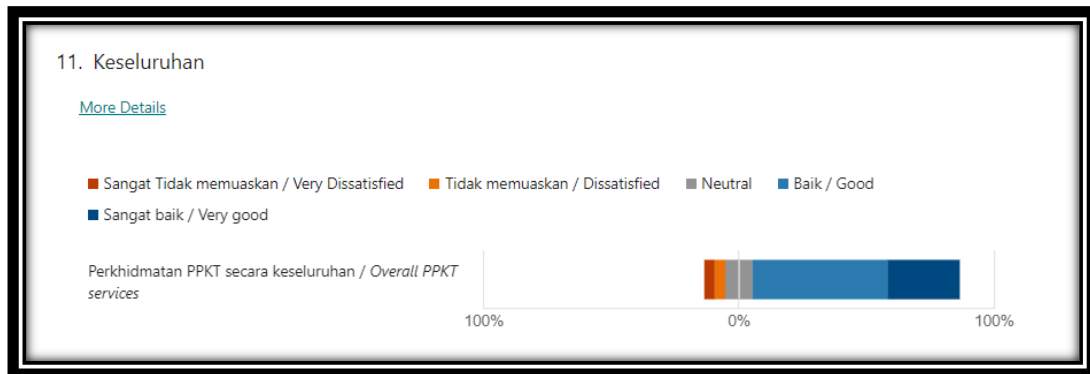 11. Keseluruhan
More Details
Sangat Tidak memuaskan / Very Dissatisfied Tidak memuaskan / Dissatisfied Neutral Baik / Good
Sangat baik / Very good
Perkhidmatan PPKT secara keseluruhan / Overall PPKT
services
100% 0% 100%